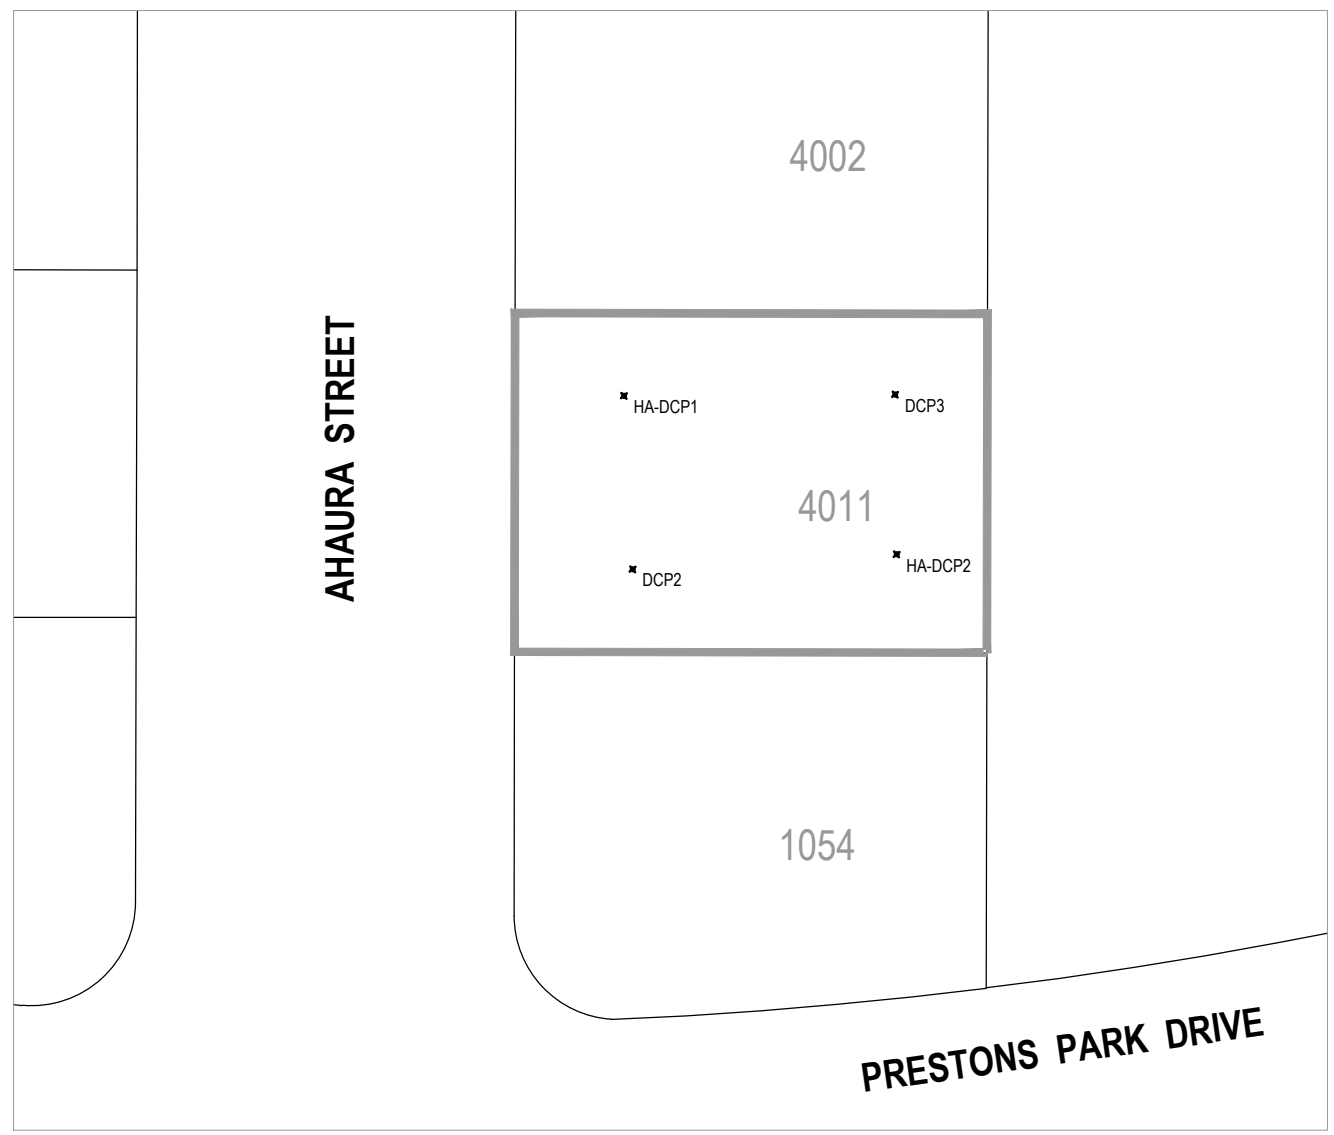 4002
AHAURA STREET
HA-DCP1
DCP3
4011
HA-DCP2
DCP2
1054
PRESTONS PARK DRIVE